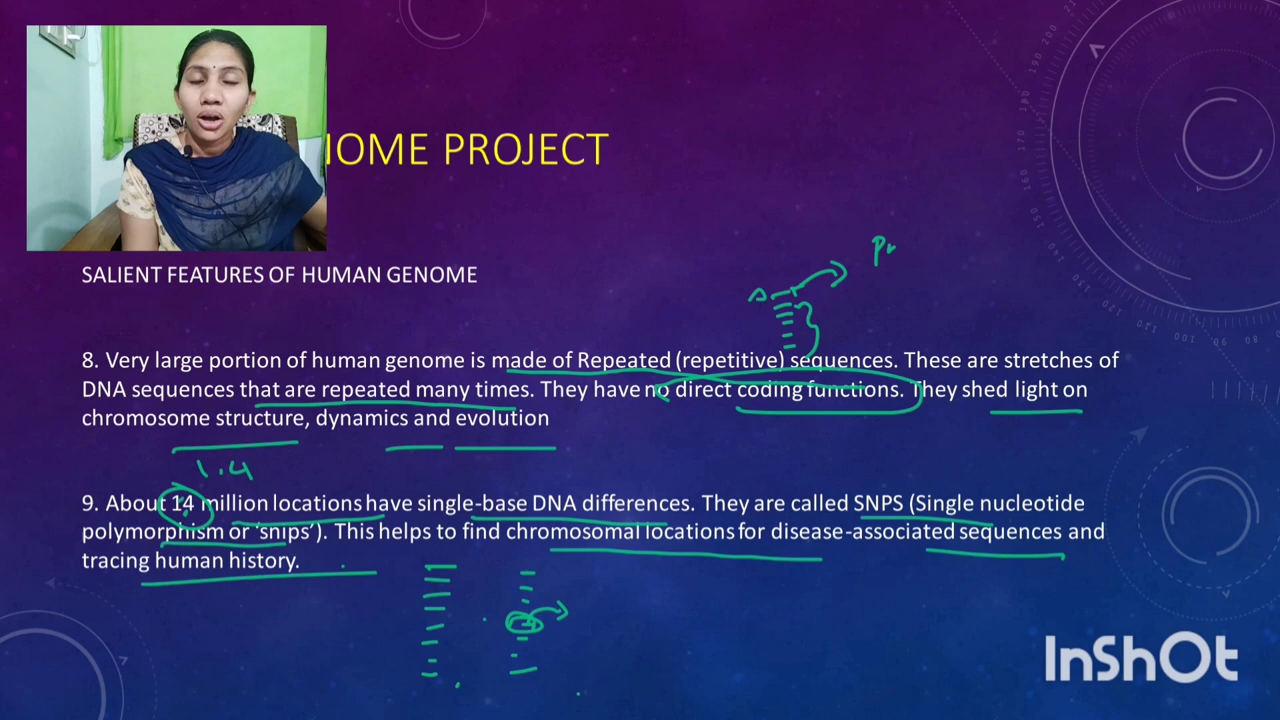 OME PROJECT
SALIENT FEATURES OF HUMAN GENOME
Pr
8. Very large portion of human genome is made of Repeated (repetitive) sequences. These are stretches of
DNA sequences that are repeated many times. They have no direct coding functions. They shed light on
chromosome structure, dynamics and evolution
1.4
9. About 14 million locations have single-base DNA differences. They are called SNPS (Single nucleotide
polymorphism or ‘snips’). This helps to find chromosomal locations for disease-associated sequences and
tracing human history.
InShOt